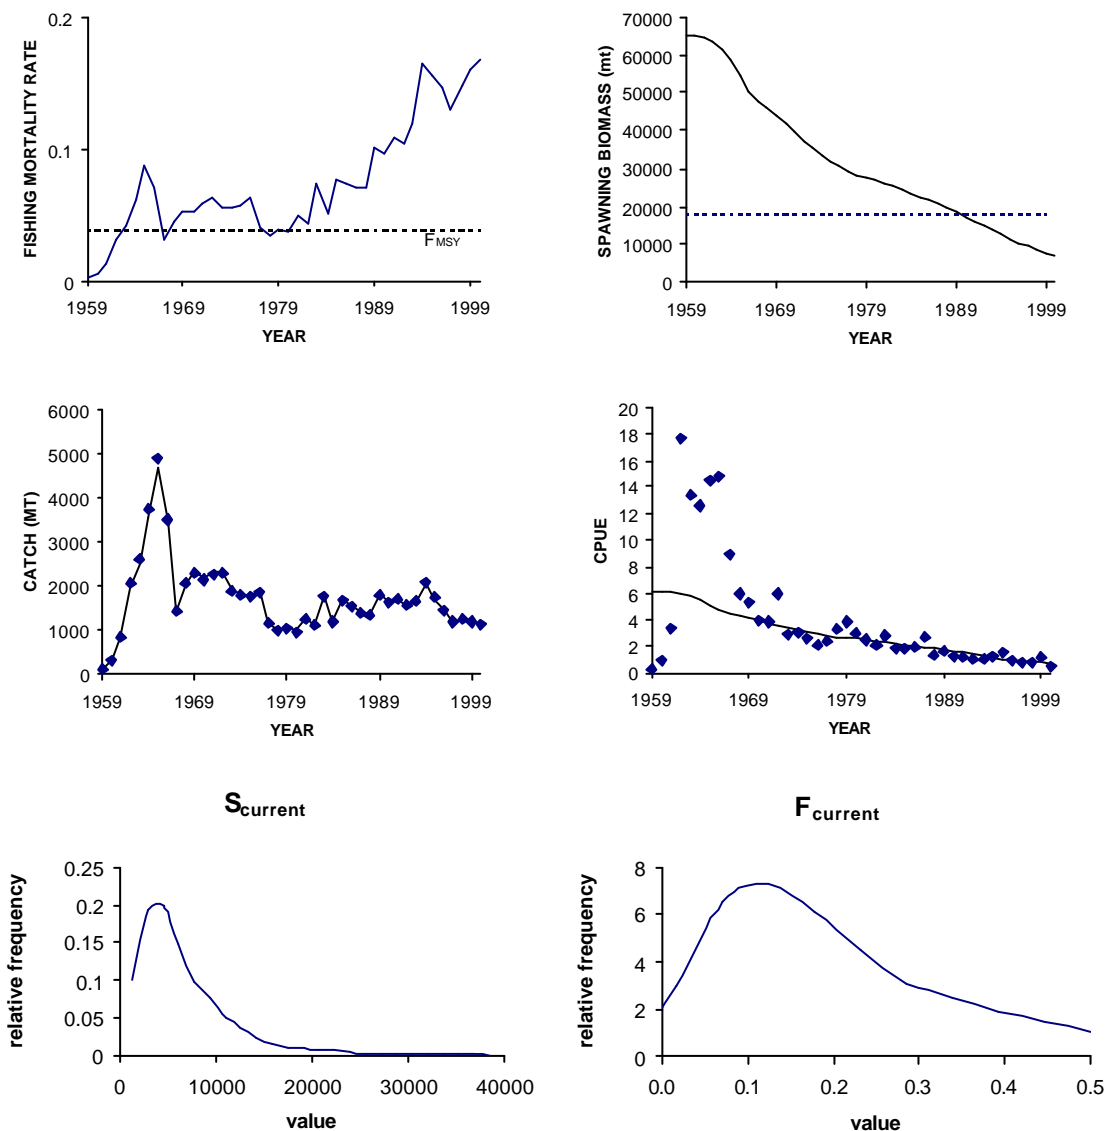 FISHING MORTALITY RATE
0.2
0.1
0
F MSY
1959 1969 1979 1989 1999
YEAR
SPAWNING BIOMASS (mt)
70000
60000
50000
40000
30000
20000
10000
0
1959 1969 1979 1989 1999
YEAR
CATCH (MT)
6000
5000
4000
3000
2000
1000
0
1959 1969 1979 1989 1999
YEAR
CPUE
20
18
16
14
12
10
8
6
4
2
0
1959 1969 1979 1989 1999
YEAR
Scurrent
relative frequency
0.25
0.2
0.15
0.1
0.05
0
0 10000 20000 30000 40000
value
Fcurrent
relative frequency
8
6
4
2
0
0.0 0.1 0.2 0.3 0.4 0.5
value